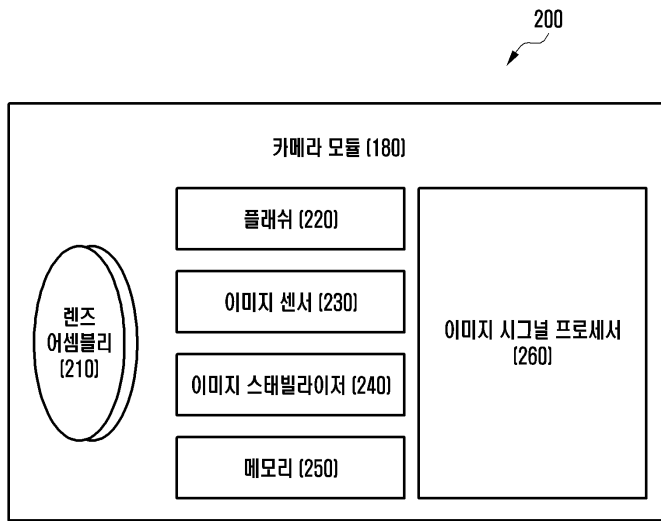 200
카메라 모듈 (180)
플래쉬 (220)
이미지 센서 (230)
이미지 스태빌라이저 (240)
메모리 (250)
렌즈
어셈블리
(210)
이미지 시그널 프로세서
(260)